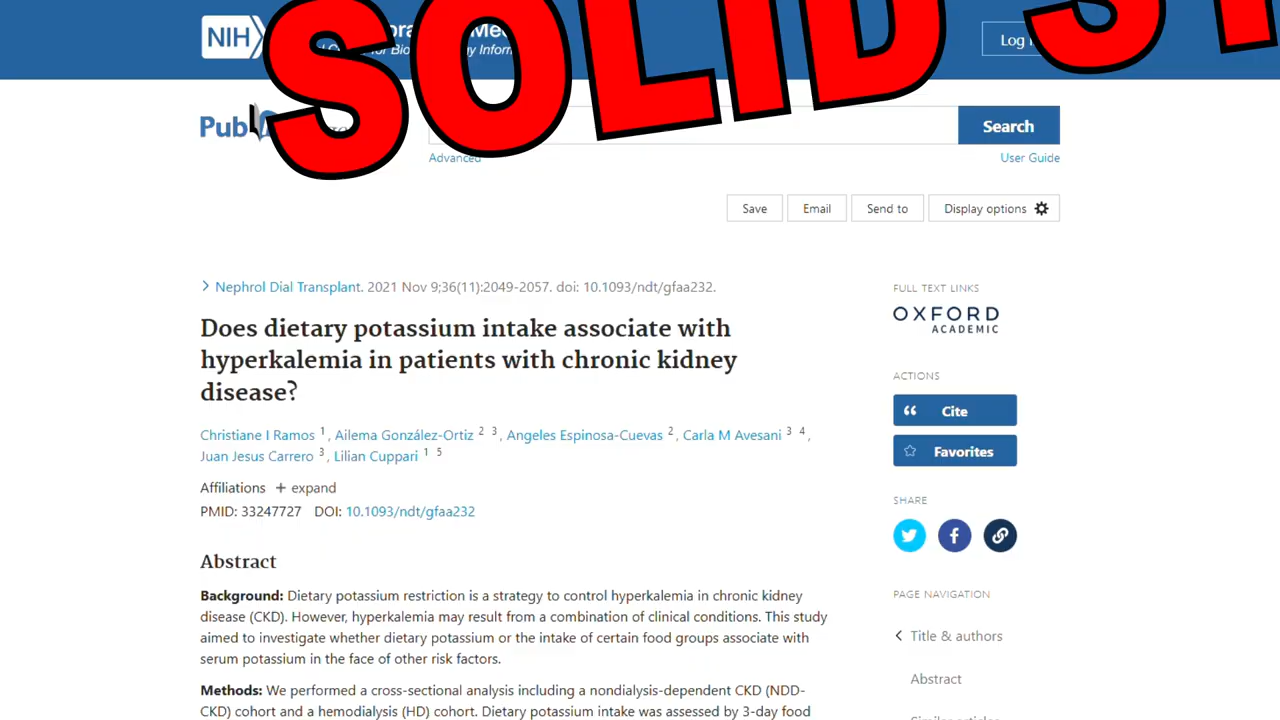 SOLID
NIH
Log
Pub
Search
Advanced
User Guide
Save
Email
Send to
Display options
Nephrol Dial Transplant. 2021 Nov 9;36(11):2049-2057. doi: 10.1093/ndt/gfaa232.
Does dietary potassium intake associate with
hyperkalemia in patients with chronic kidney
disease?
Christiane I Ramos 1, Ailema González-Ortiz 2 3, Angeles Espinosa-Cuevas 2, Carla M Avesani 3 4,
Juan Jesus Carrero 3, Lilian Cuppari 1 5
Affiliations + expand
PMID: 33247727 DOI: 10.1093/ndt/gfaa232
Abstract
Background: Dietary potassium restriction is a strategy to control hyperkalemia in chronic kidney
disease (CKD). However, hyperkalemia may result from a combination of clinical conditions. This study
aimed to investigate whether dietary potassium or the intake of certain food groups associate with
serum potassium in the face of other risk factors.
Methods: We performed a cross-sectional analysis including a nondialysis-dependent CKD (NDD-
CKD) cohort and a hemodialysis (HD) cohort. Dietary potassium intake was assessed by 3-day food
FULL TEXT LINKS
OXFORD
ACADEMIC
ACTIONS
Cite
Favorites
SHARE
PAGE NAVIGATION
Title & authors
Abstract